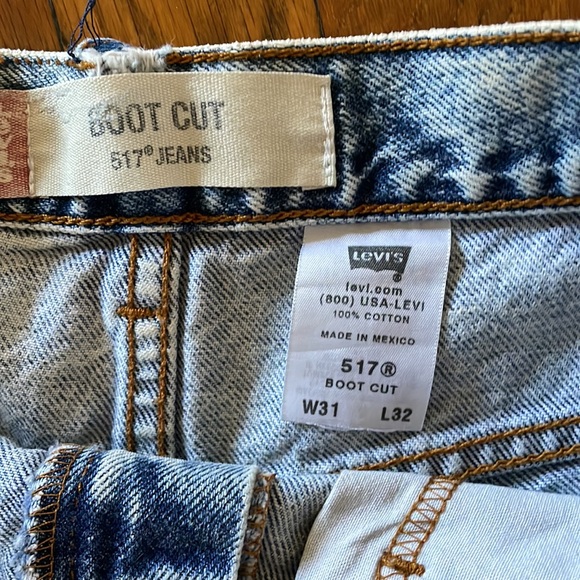 BOOT CUT
517® JEANS
Levi's
®
levi.com
(800) USA-LEVI
100% COTTON
MADE IN MEXICO
517®
BOOT CUT
W31 L32